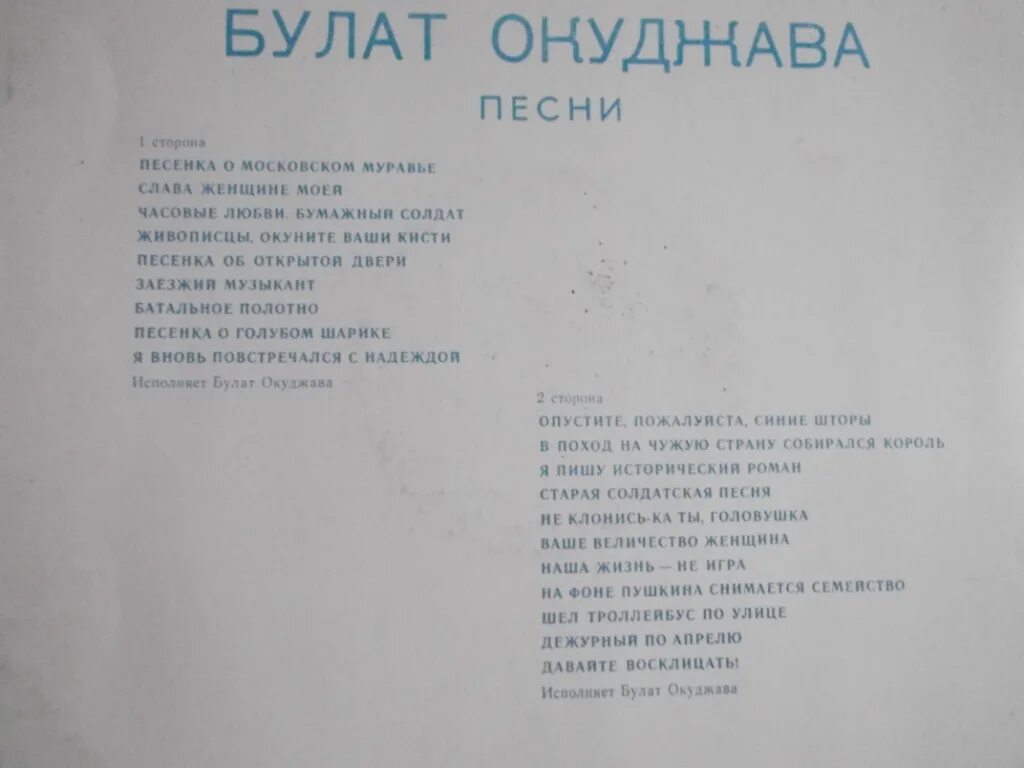 БУЛАТ ОКУДЖАВА
ПЕСНИ
1 сторона
ПЕСЕНКА О МОСКОВСКОМ МУРАВЬЕ
СЛАВА ЖЕНЩИНЕ МОЕЙ
ЧАСОВЫЕ ЛЮБВИ. БУМАЖНЫЙ СОЛДАТ
ЖИВОПИСЦЫ, ОКУНИТЕ ВАШИ КИСТИ
ПЕСЕНКА ОБ ОТКРЫТОЙ ДВЕРИ
ЗАЕЗЖИЙ МУЗЫКАНТ
БАТАЛЬНОЕ ПОЛОТНО
ПЕСЕНКА О ГОЛУБОМ ШАРИКЕ
Я ВНОВЬ ПОВСТРЕЧАЛСЯ С НАДЕЖДОЙ
Исполняет Булат Окуджава
2 сторона
ОПУСТИТЕ, ПОЖАЛУЙСТА, СИНИЕ ШТОРЫ
В ПОХОД НА ЧУЖУЮ СТРАНУ СОБИРАЛСЯ КОРОЛЬ
Я ПИШУ ИСТОРИЧЕСКИЙ РОМАН
СТАРАЯ СОЛДАТСКАЯ ПЕСНЯ
НЕ КЛОНИСЬ-КА ТЫ, ГОЛОВУШКА
ВАШЕ ВЕЛИЧЕСТВО ЖЕНЩИНА
НАША ЖИЗНЬ — НЕ ИГРА
НА ФОНЕ ПУШКИНА СНИМАЕТСЯ СЕМЕЙСТВО
ШЕЛ ТРОЛЛЕЙБУС ПО УЛИЦЕ
ДЕЖУРНЫЙ ПО АПРЕЛЮ
ДАВАЙТЕ ВОСКЛИЦАТЬ!
Исполняет Булат Окуджава